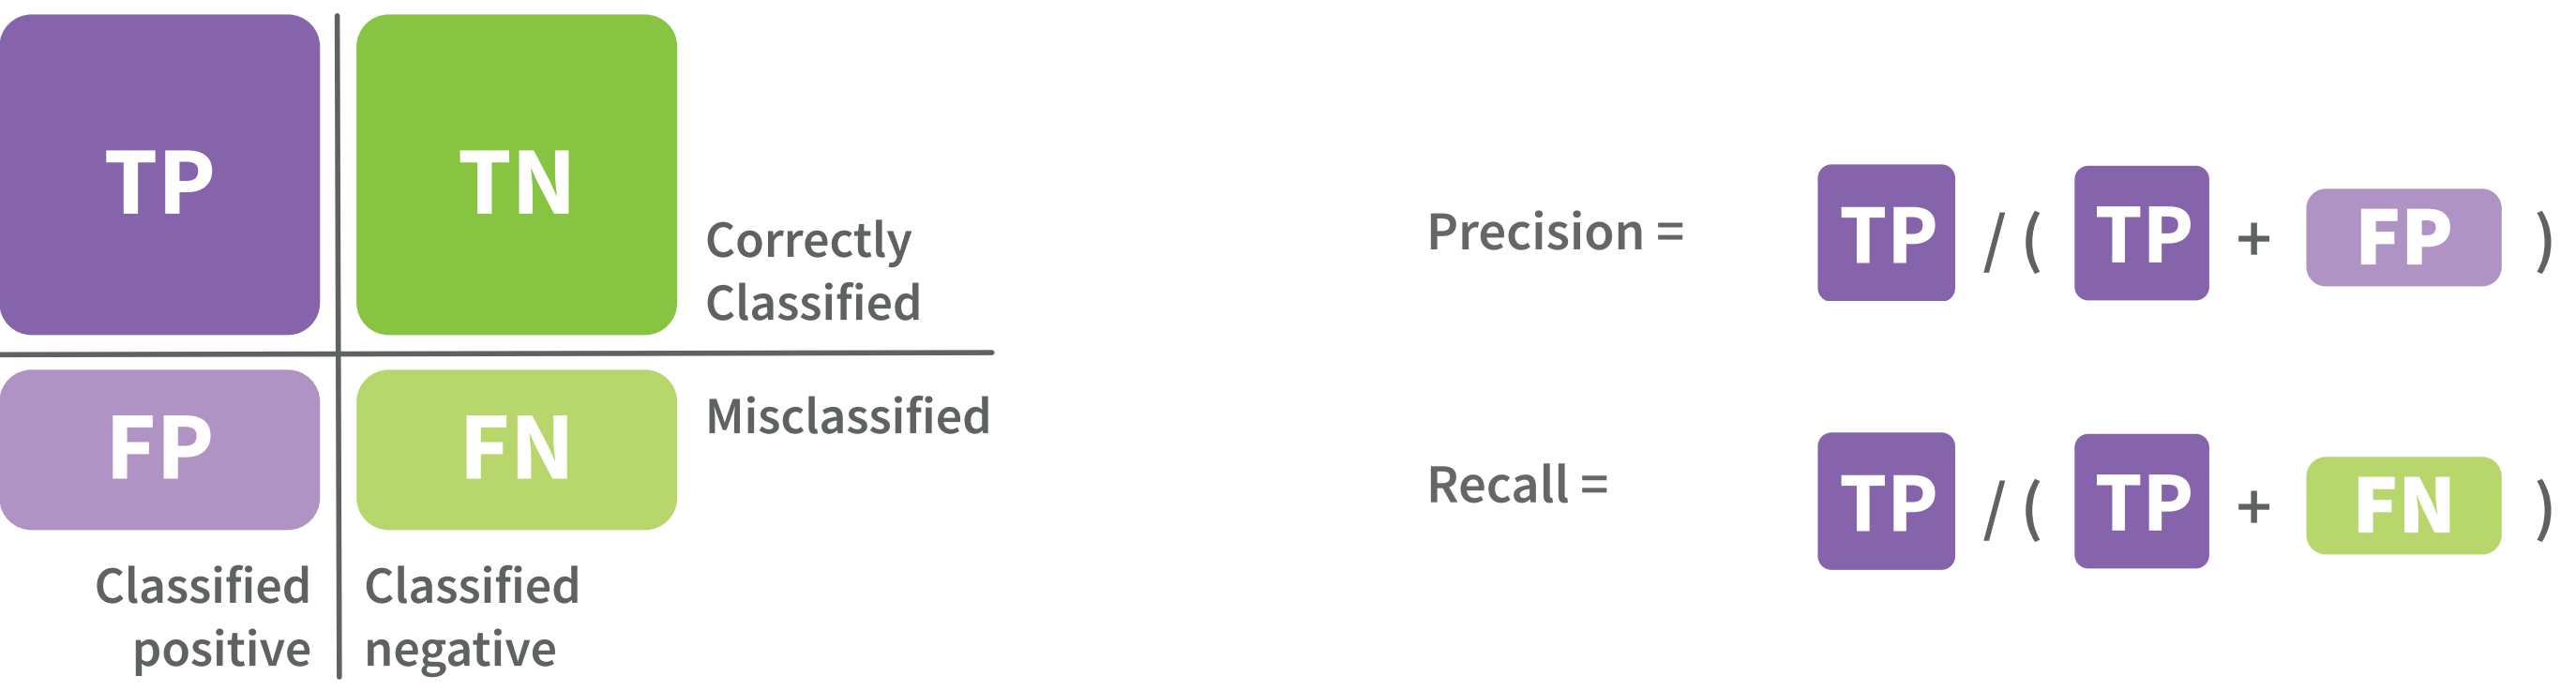 TP
TN
Correctly
Classified
FP
FN
Misclassified
Classified
positive
Classified
negative
Precision = TP / ( TP + FP )
Recall = TP / ( TP + FN )